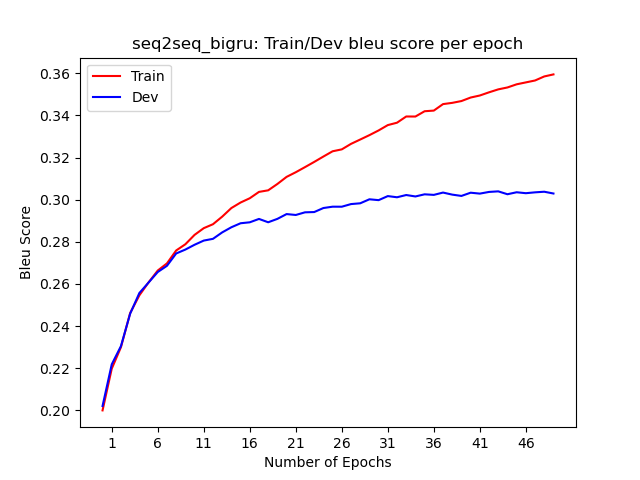 seq2seq_bigru: Train/Dev bleu score per epoch
Train
Dev
0.36
0.34
0.32
0.30
0.28
0.26
0.24
0.22
0.20
Bleu Score
1 6 11 16 21 26 31 36 41 46
Number of Epochs